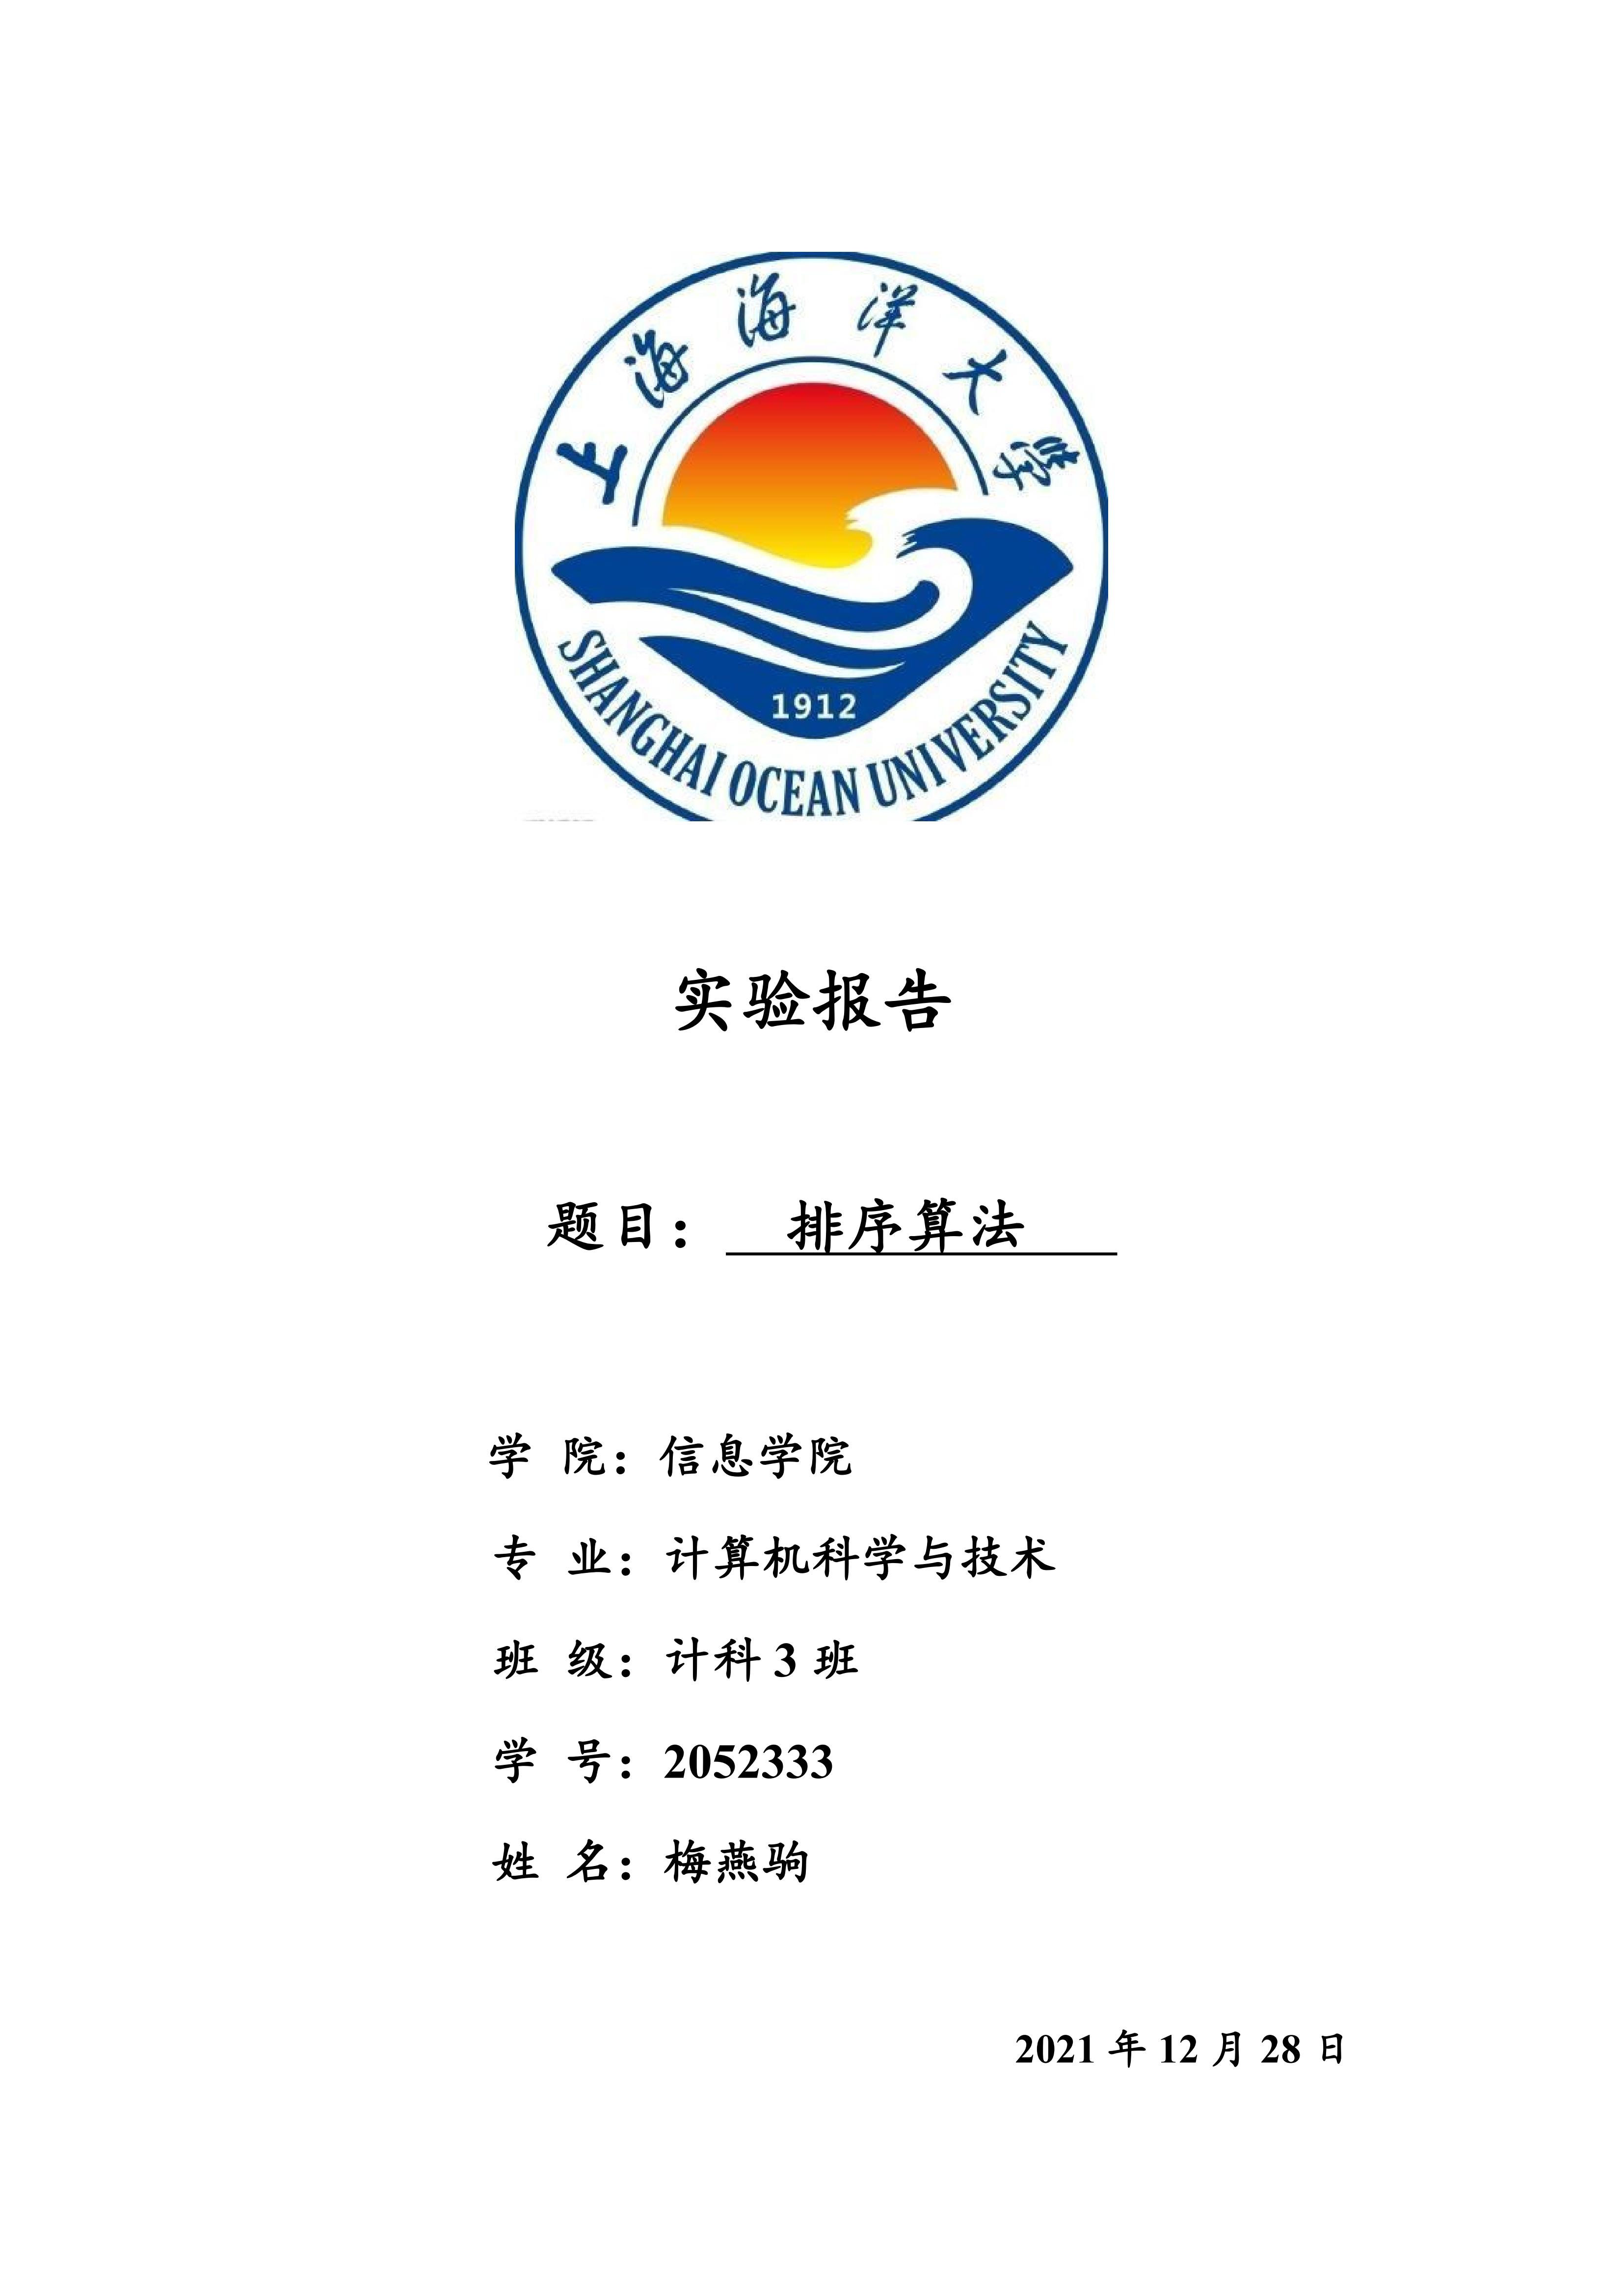 上海海洋大学
1912
SHANGHAI OCEAN UNIVERSITY
实验报告
题目： 排序算法
学 院：信息学院
专 业：计算机科学与技术
班 级：计科 3 班
学 号：2052333
姓 名：梅燕驹
2021 年 12 月 28 日